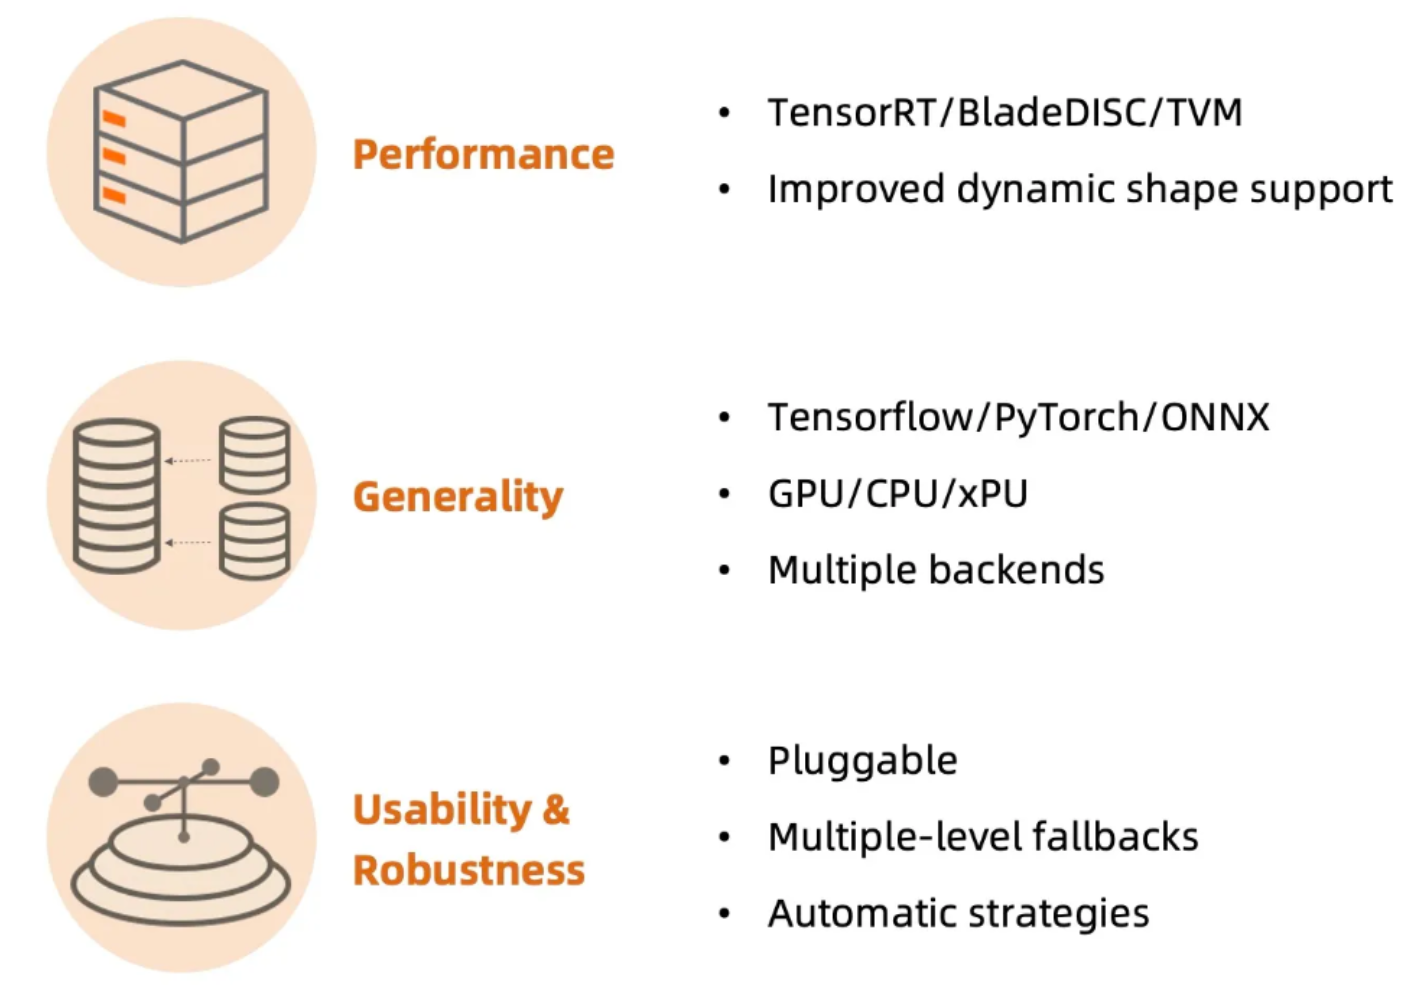 Performance
• TensorRT/BladeDISC/TVM
• Improved dynamic shape support
Generality
• Tensorflow/PyTorch/ONNX
• GPU/CPU/xPU
• Multiple backends
Usability &
Robustness
• Pluggable
• Multiple-level fallbacks
• Automatic strategies